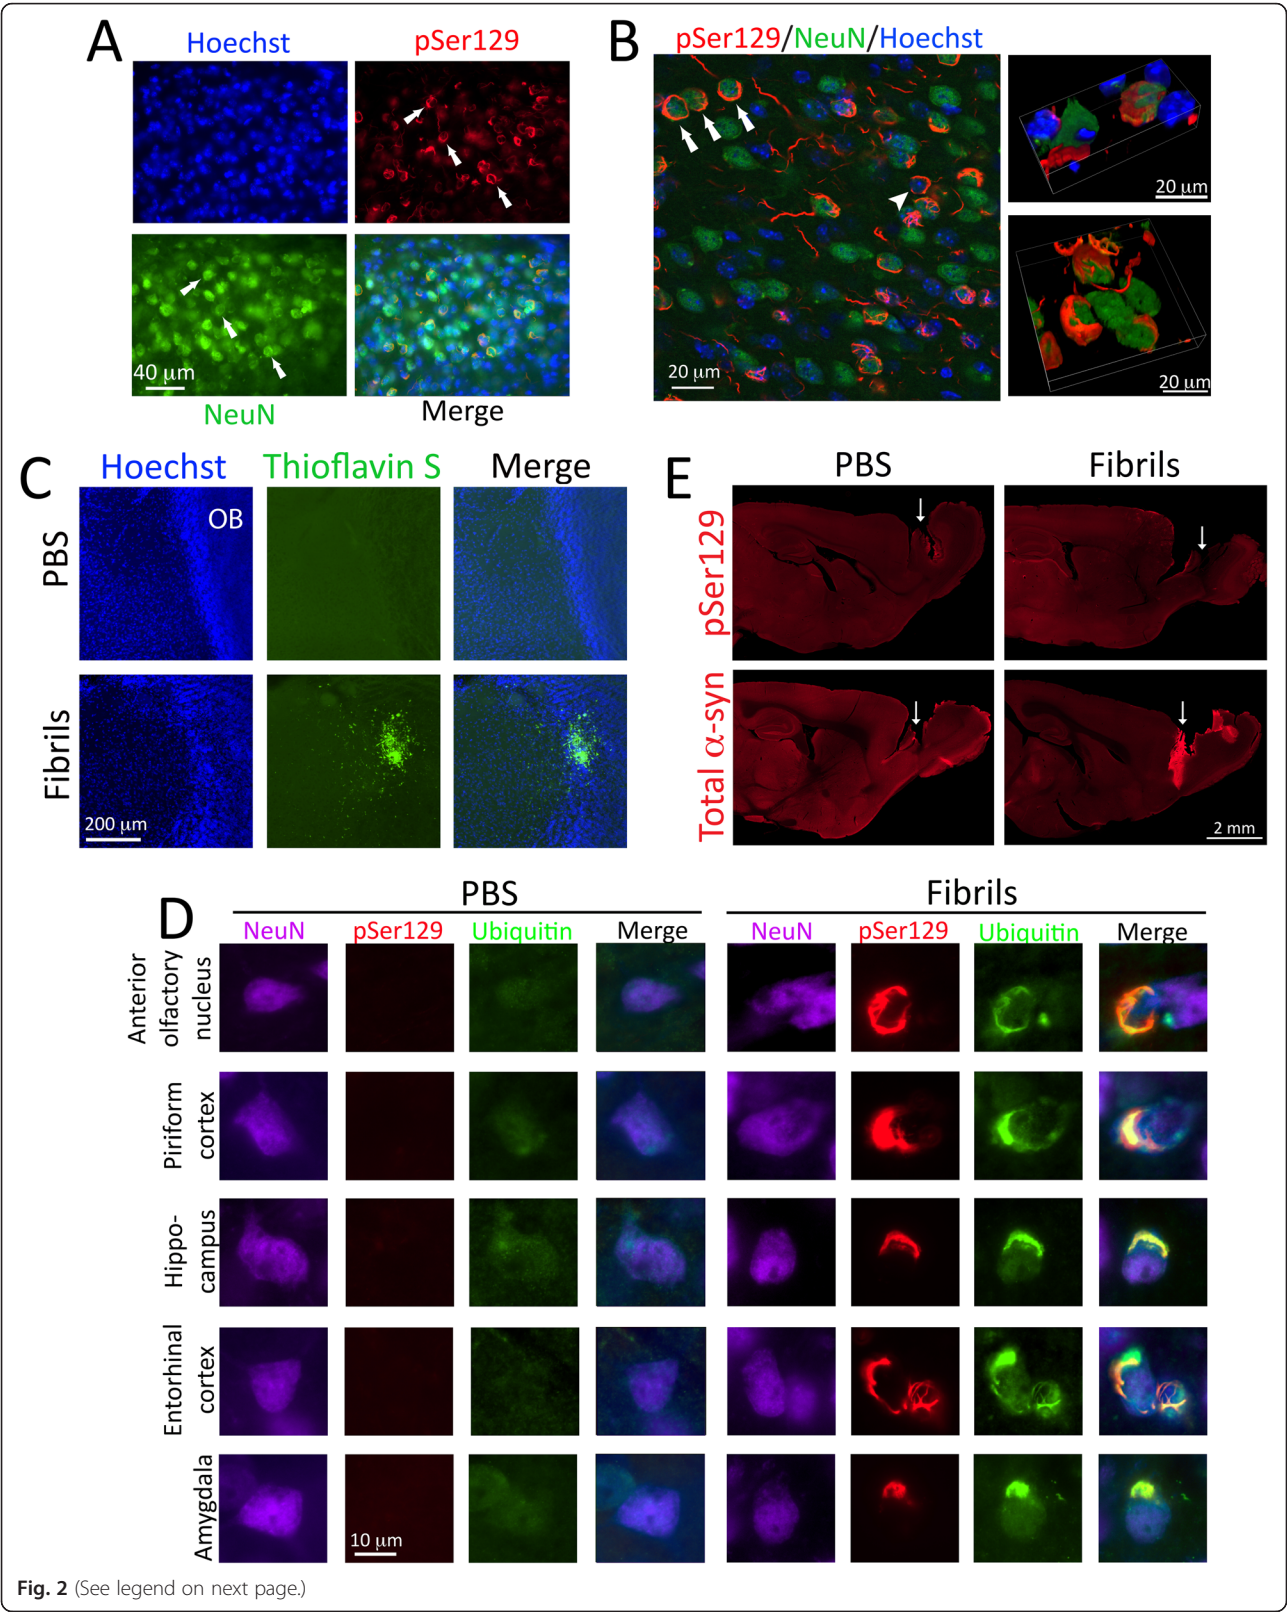 A
Hoechst
pSer129
40 µm
NeuN
Merge
B
pSer129/NeuN/Hoechst
20 µm
20 µm
20 µm
C
Hoechst
Thioflavin S
Merge
PBS
OB
Fibrils
200 µm
E
PBS
Fibrils
pSer129
Total α-syn
2 mm
D
PBS
Fibrils
NeuN
pSer129
Ubiquitin
Merge
NeuN
pSer129
Ubiquitin
Merge
Anterior
olfactory
nucleus
Piriform
cortex
Hippo-
campus
Entorhinal
cortex
Amygdala
10 µm
Fig. 2 (See legend on next page.)